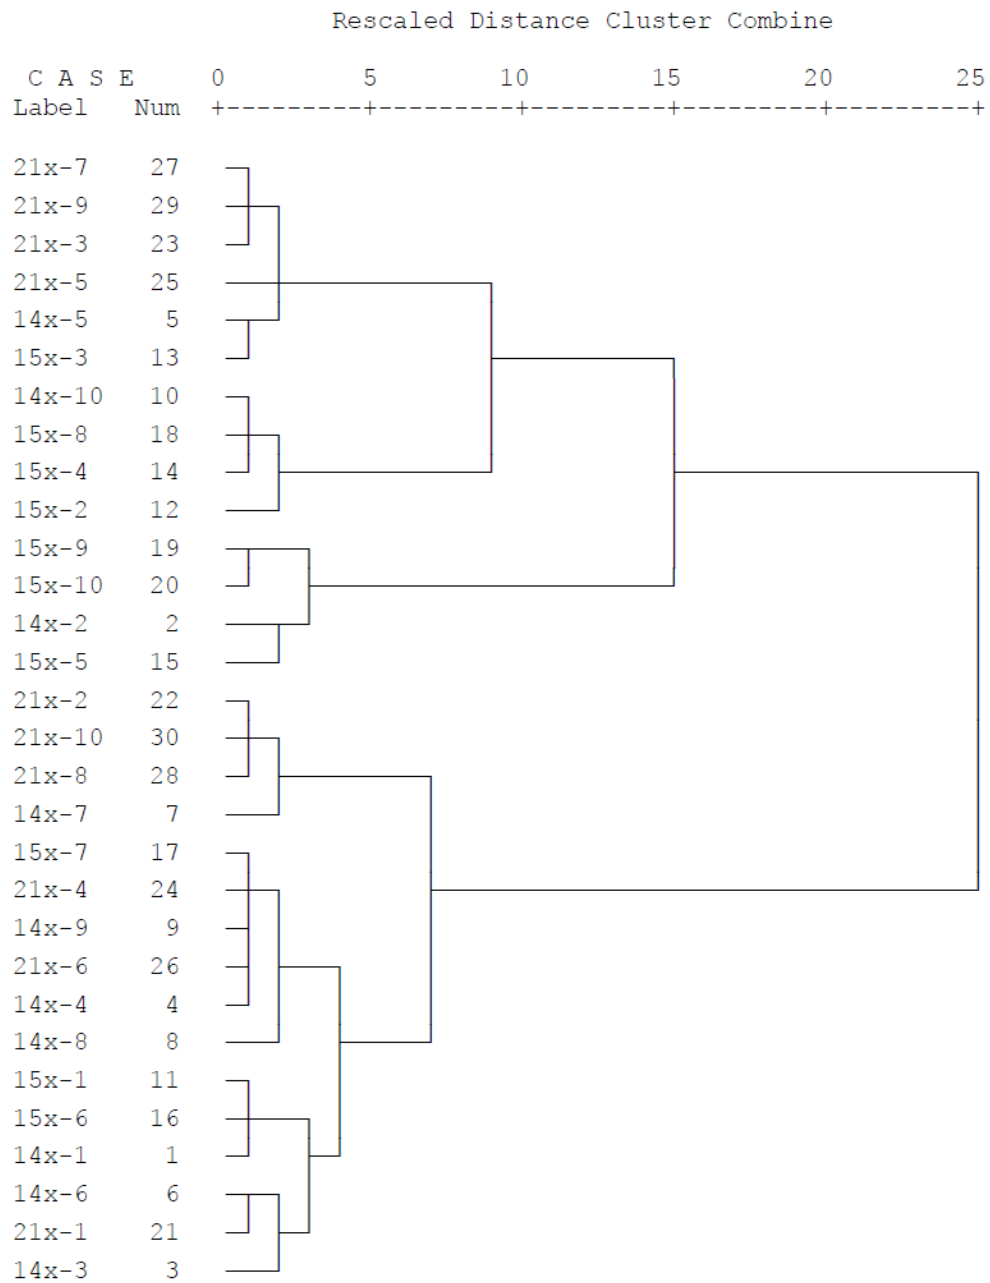 Rescaled Distance Cluster Combine
C A S E 0 5 10 15 20 25
Label Num +---------+---------+---------+---------+---------+
21x-7 27
21x-9 29
21x-3 23
21x-5 25
14x-5 5
15x-3 13
14x-10 10
15x-8 18
15x-4 14
15x-2 12
15x-9 19
15x-10 20
14x-2 2
15x-5 15
21x-2 22
21x-10 30
21x-8 28
14x-7 7
15x-7 17
21x-4 24
14x-9 9
21x-6 26
14x-4 4
14x-8 8
15x-1 11
15x-6 16
14x-1 1
14x-6 6
21x-1 21
14x-3 3